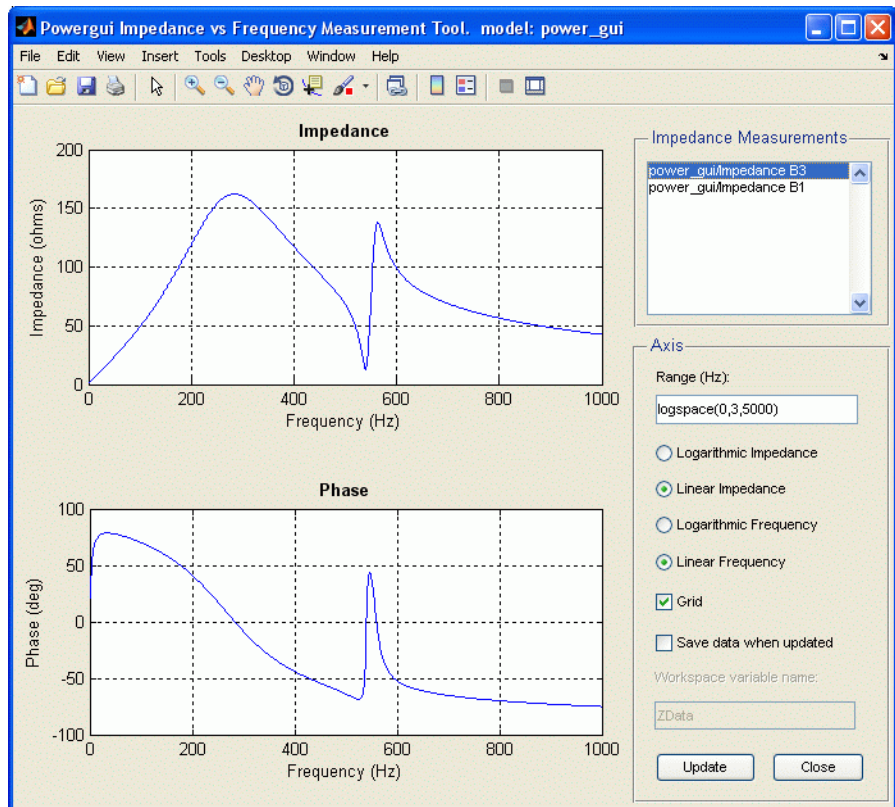 Powergui Impedance vs Frequency Measurement Tool.  model: power_gui
File Edit View Insert Tools Desktop Window Help
Impedance
200
150
100
50
0
Impedance (ohms)
0 200 400 600 800 1000
Frequency (Hz)
Phase
100
50
0
-50
-100
Phase (deg)
0 200 400 600 800 1000
Frequency (Hz)
Impedance Measurements
power_gui/Impedance B3
power_gui/Impedance B1
Axis
Range (Hz):
logspace(0,3,5000)
Logarithmic Impedance
Linear Impedance
Logarithmic Frequency
Linear Frequency
Grid
Save data when updated
Workspace variable name:
ZData
Update Close